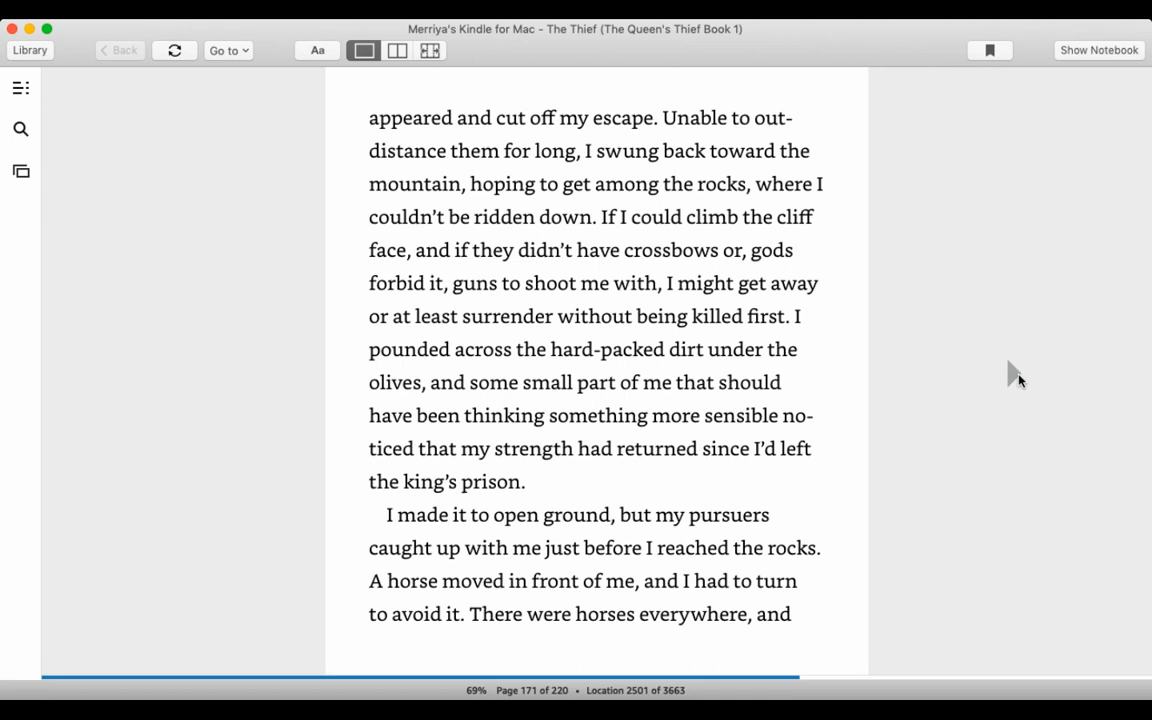 Merriya's Kindle for Mac - The Thief (The Queen's Thief Book 1)
Library
Back
Go to
Aa
Show Notebook
appeared and cut off my escape. Unable to out-
distance them for long, I swung back toward the
mountain, hoping to get among the rocks, where I
couldn't be ridden down. If I could climb the cliff
face, and if they didn't have crossbows or, gods
forbid it, guns to shoot me with, I might get away
or at least surrender without being killed first. I
pounded across the hard-packed dirt under the
olives, and some small part of me that should
have been thinking something more sensible no-
ticed that my strength had returned since I'd left
the king's prison.
I made it to open ground, but my pursuers
caught up with me just before I reached the rocks.
A horse moved in front of me, and I had to turn
to avoid it. There were horses everywhere, and
69% Page 171 of 220 • Location 2501 of 3663